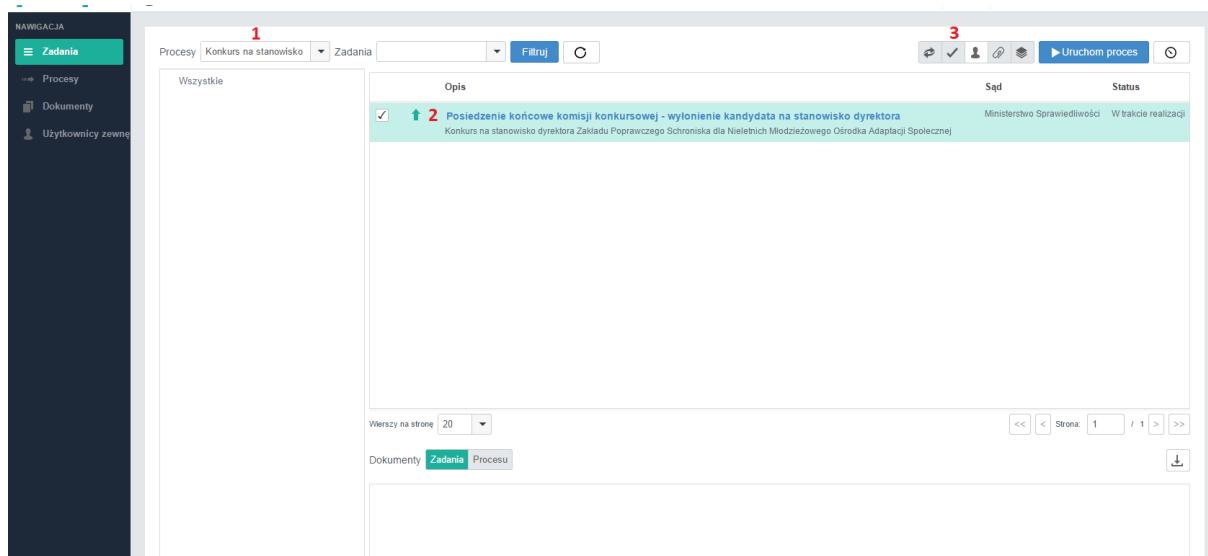 NAWIGACJA
Zadania
Procesy
Dokumenty
Użytkownicy zewnę
1
3
Procesy Konkurs na stanowisko Zadania Filtruj Uruchom proces
Wszystkie
Opis Sąd Status
2 Posiedzenie końcowe komisji konkursowej - wyłonienie kandydata na stanowisko dyrektora Ministerstwo Sprawiedliwości W trakcie realizacji
Konkurs na stanowisko dyrektora Zakładu Poprawczego Schroniska dla Nieletnich Młodzieżowego Ośrodka Adaptacji Społecznej
Wierszy na stronę 20 << < Strona: 1 / 1 > >>
Dokumenty Zadania Procesu